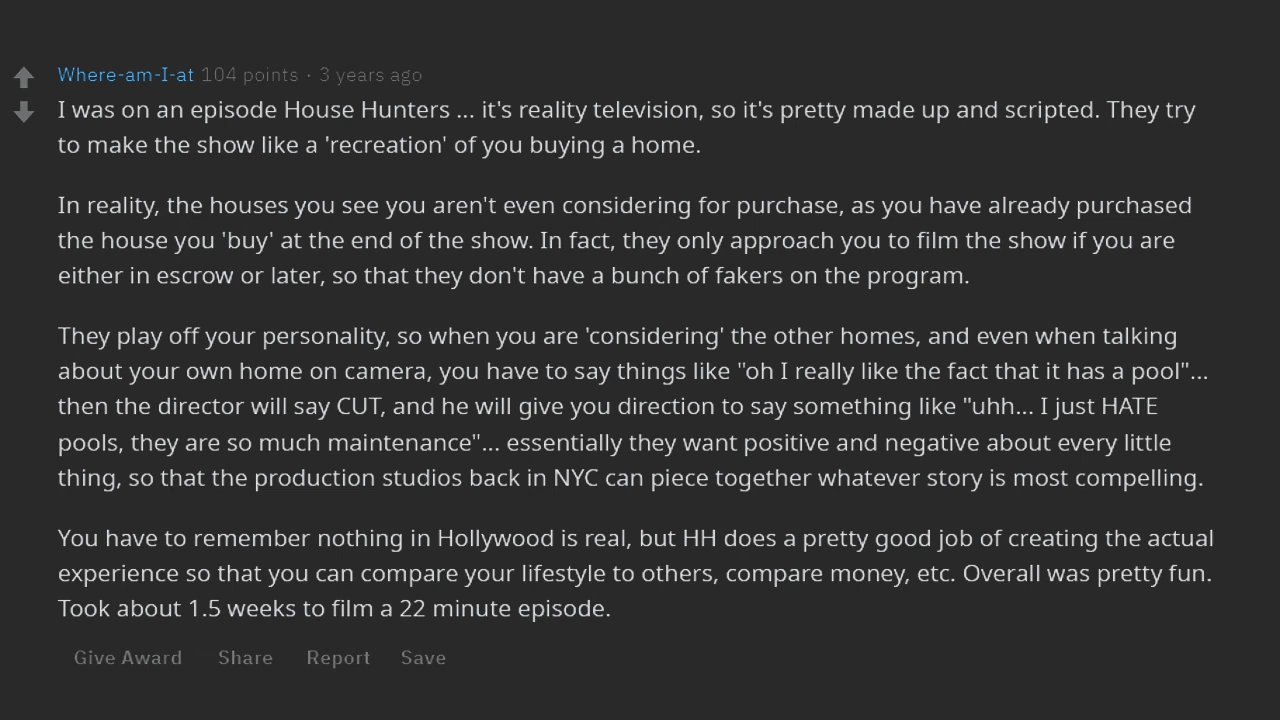 Where-am-I-at 104 points · 3 years ago
I was on an episode House Hunters ... it's reality television, so it's pretty made up and scripted. They try
to make the show like a 'recreation' of you buying a home.
In reality, the houses you see you aren't even considering for purchase, as you have already purchased
the house you 'buy' at the end of the show. In fact, they only approach you to film the show if you are
either in escrow or later, so that they don't have a bunch of fakers on the program.
They play off your personality, so when you are 'considering' the other homes, and even when talking
about your own home on camera, you have to say things like "oh I really like the fact that it has a pool"...
then the director will say CUT, and he will give you direction to say something like "uhh... I just HATE
pools, they are so much maintenance"... essentially they want positive and negative about every little
thing, so that the production studios back in NYC can piece together whatever story is most compelling.
You have to remember nothing in Hollywood is real, but HH does a pretty good job of creating the actual
experience so that you can compare your lifestyle to others, compare money, etc. Overall was pretty fun.
Took about 1.5 weeks to film a 22 minute episode.
Give Award Share Report Save